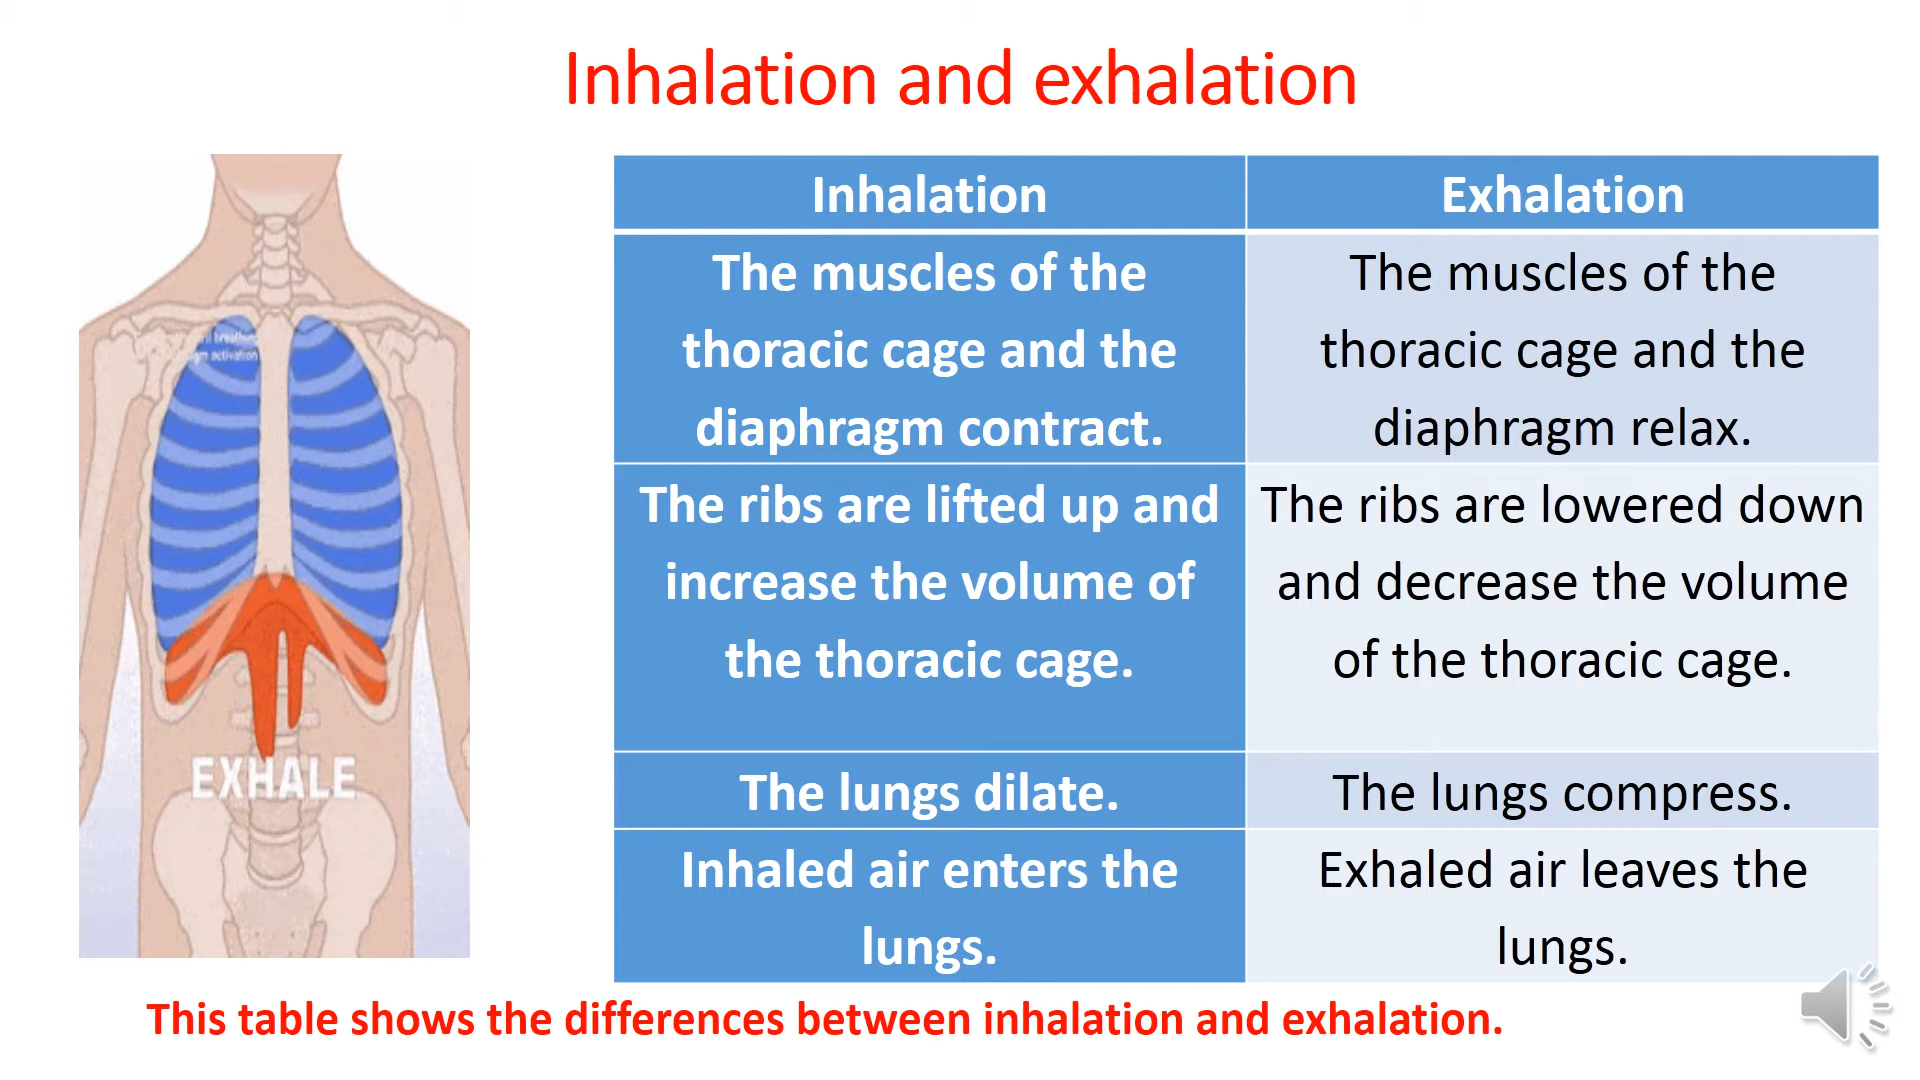 Inhalation and exhalation
Inhalation
Exhalation
The muscles of the
thoracic cage and the
diaphragm contract.
The muscles of the
thoracic cage and the
diaphragm relax.
The ribs are lifted up and
increase the volume of
the thoracic cage.
The ribs are lowered down
and decrease the volume
of the thoracic cage.
The lungs dilate.
The lungs compress.
Inhaled air enters the
lungs.
Exhaled air leaves the
lungs.
activation
EXHALE
This table shows the differences between inhalation and exhalation.